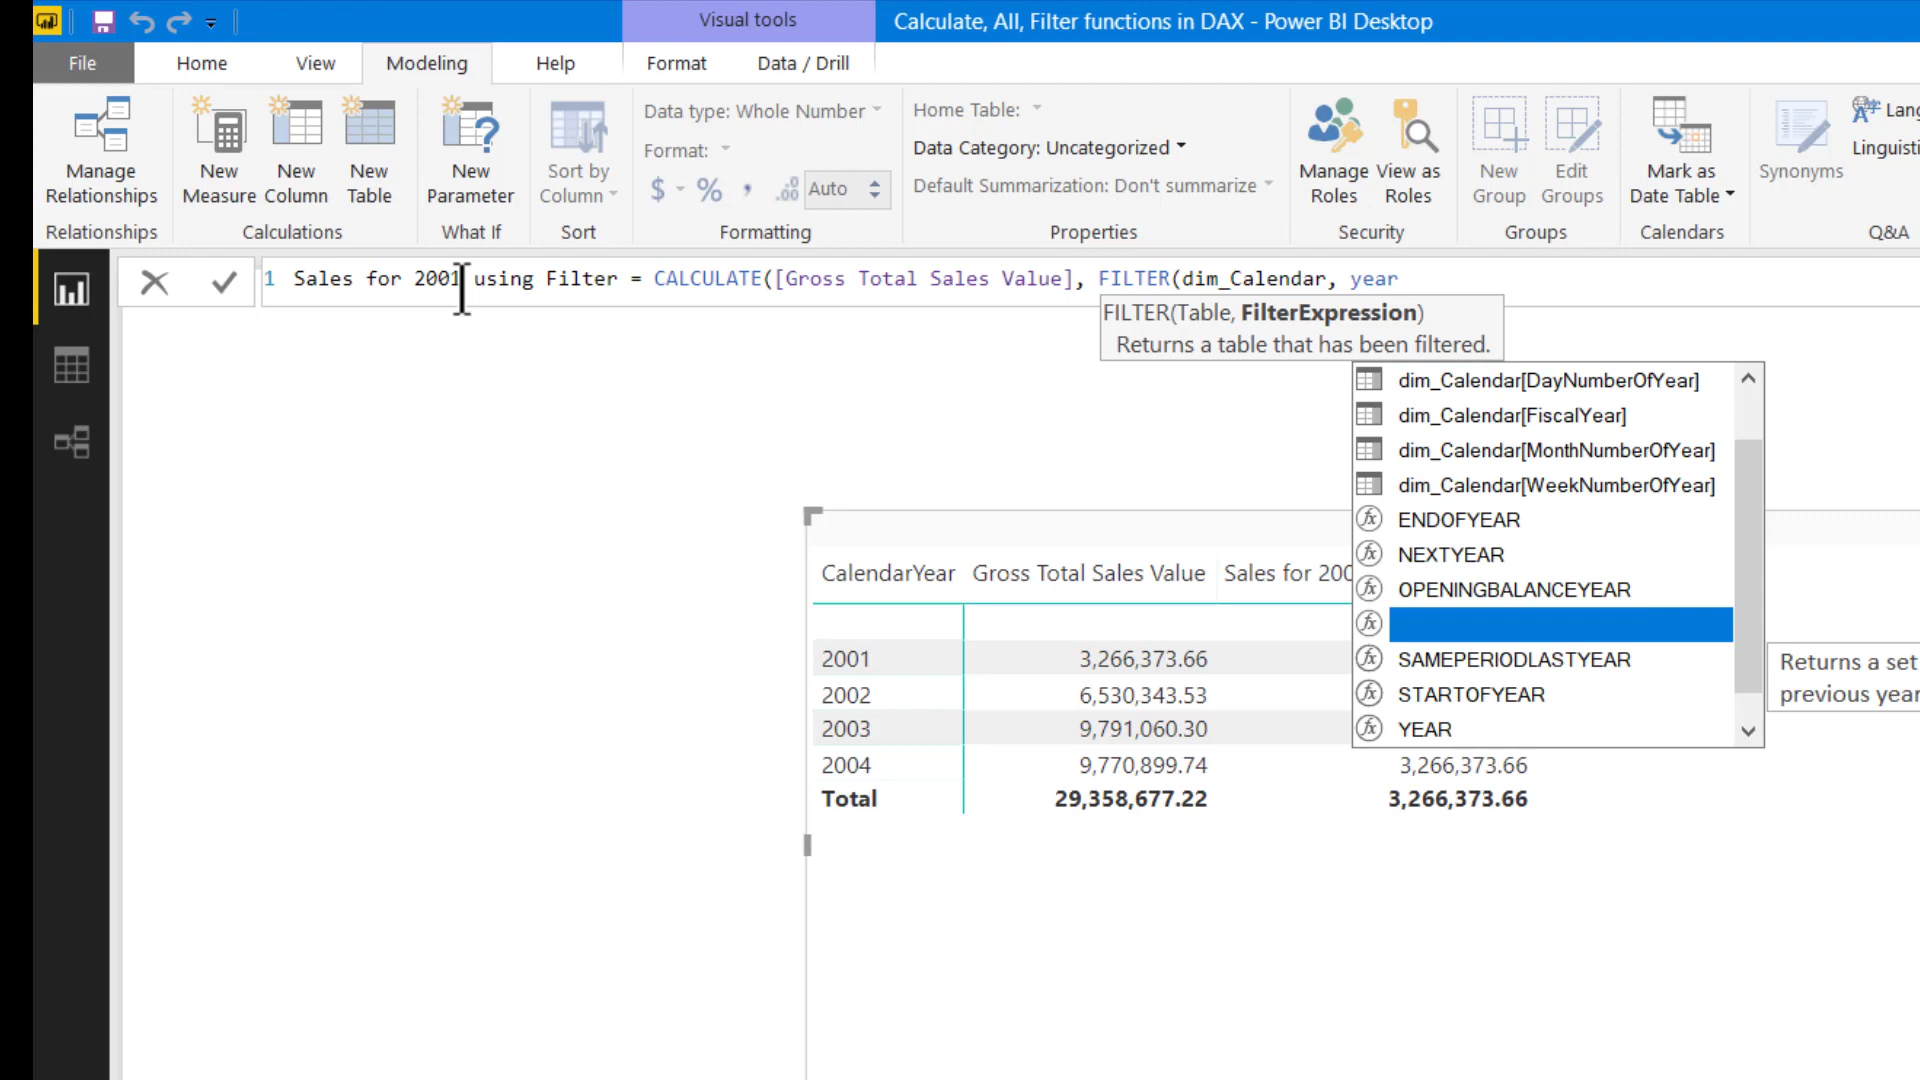 Visual tools
Calculate, All, Filter functions in DAX - Power BI Desktop
File
Home
View
Modeling
Help
Format
Data / Drill
Manage
Relationships
New
Measure
New
Column
New
Table
New
Parameter
Sort by
Column
Data type: Whole Number
Format:
$ % , .00 Auto
Home Table:
Data Category: Uncategorized
Default Summarization: Don't summarize
Manage
Roles
View as
Roles
New
Group
Edit
Groups
Mark as
Date Table
Synonyms
Lang
Linguisti
Relationships
Calculations
What If
Sort
Formatting
Properties
Security
Groups
Calendars
Q&A
1 Sales for 2001 using Filter = CALCULATE([Gross Total Sales Value], FILTER(dim_Calendar, year
FILTER(Table, FilterExpression)
Returns a table that has been filtered.
dim_Calendar[DayNumberOfYear]
dim_Calendar[FiscalYear]
dim_Calendar[MonthNumberOfYear]
dim_Calendar[WeekNumberOfYear]
ENDOFYEAR
NEXTYEAR
OPENINGBALANCEYEAR
SAMEPERIODLASTYEAR
STARTOFYEAR
YEAR
Returns a set
previous year
CalendarYear Gross Total Sales Value Sales for 200
2001 3,266,373.66
2002 6,530,343.53
2003 9,791,060.30
2004 9,770,899.74 3,266,373.66
Total 29,358,677.22 3,266,373.66